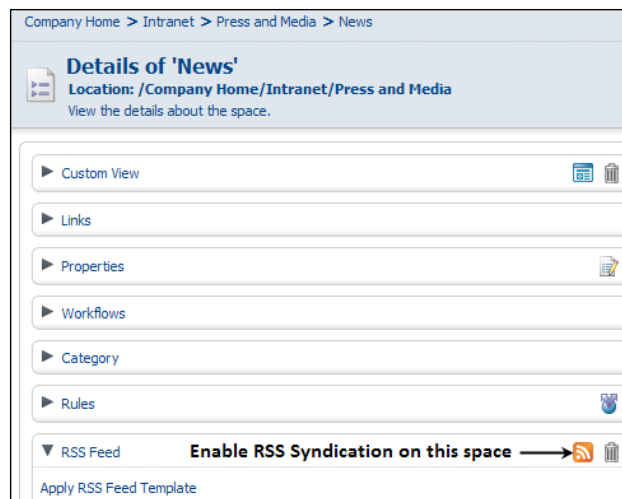 Company Home > Intranet > Press and Media > News
Details of 'News'
Location: /Company Home/Intranet/Press and Media
View the details about the space.
Custom View
Links
Properties
Workflows
Category
Rules
RSS Feed Enable RSS Syndication on this space
Apply RSS Feed Template